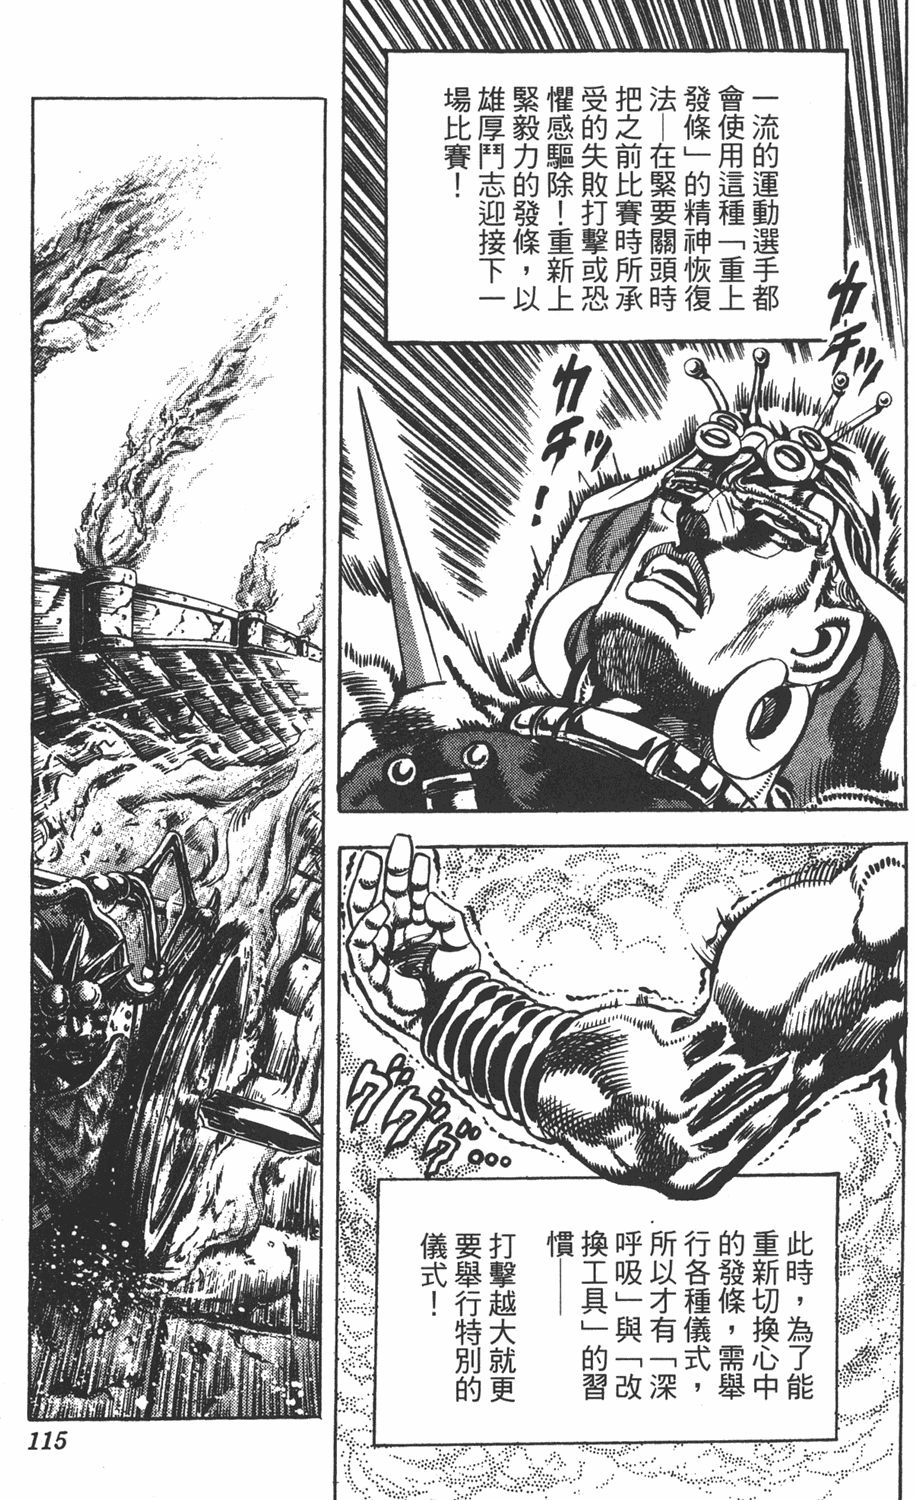 一流的運動選手都
會使用這種「重上
發條」的精神恢復
法—在緊要關頭時
把之前比賽時所承
受的失敗打擊或恐
懼感驅除！重新上
緊毅力的發條，以
雄厚鬥志迎接下一
場比賽！
カチッ
カチッ！
ググググ…
此時，為了能
重新切換心中
的發條，需舉
行各種儀式，
所以才有「深
呼吸」與「改
換工具」的習
慣——
打擊越大就更
要舉行特別的
儀式！
115